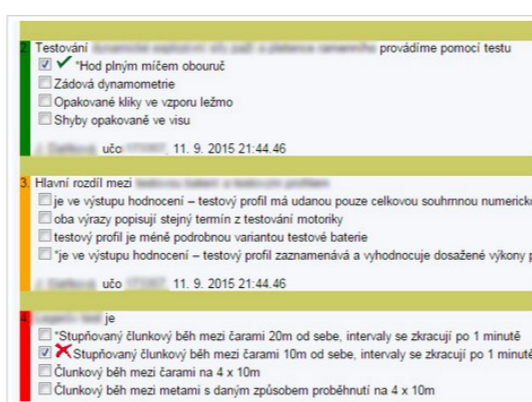 2. Testování provádíme pomocí testu
*Hod plným míčem obouruč
Zádová dynamometrie
Opakované kliky ve vzporu ležmo
Shyby opakovaně ve visu
učo 11. 9. 2015 21:44.46
3. Hlavní rozdíl mezi
je ve výstupu hodnocení – testový profil má udanou pouze celkovou souhrnnou
oba výrazy popisují stejný termín z testování motoriky
testový profil je méně podrobnou variantou testové baterie
*je ve výstupu hodnocení – testový profil zaznamenává a vyhodnocuje dosažené výkony
učo 11. 9. 2015 21:44.46
4. je
*Stupňovaný člunkový běh mezi čarami 20m od sebe, intervaly se zkracují po 1 minutě
Stupňovaný člunkový běh mezi čarami 10m od sebe, intervaly se zkracují po 1 minutě
Člunkový běh mezi čarami na 4 x 10m
Člunkový běh mezi metami s daným způsobem proběhnutí na 4 x 10m